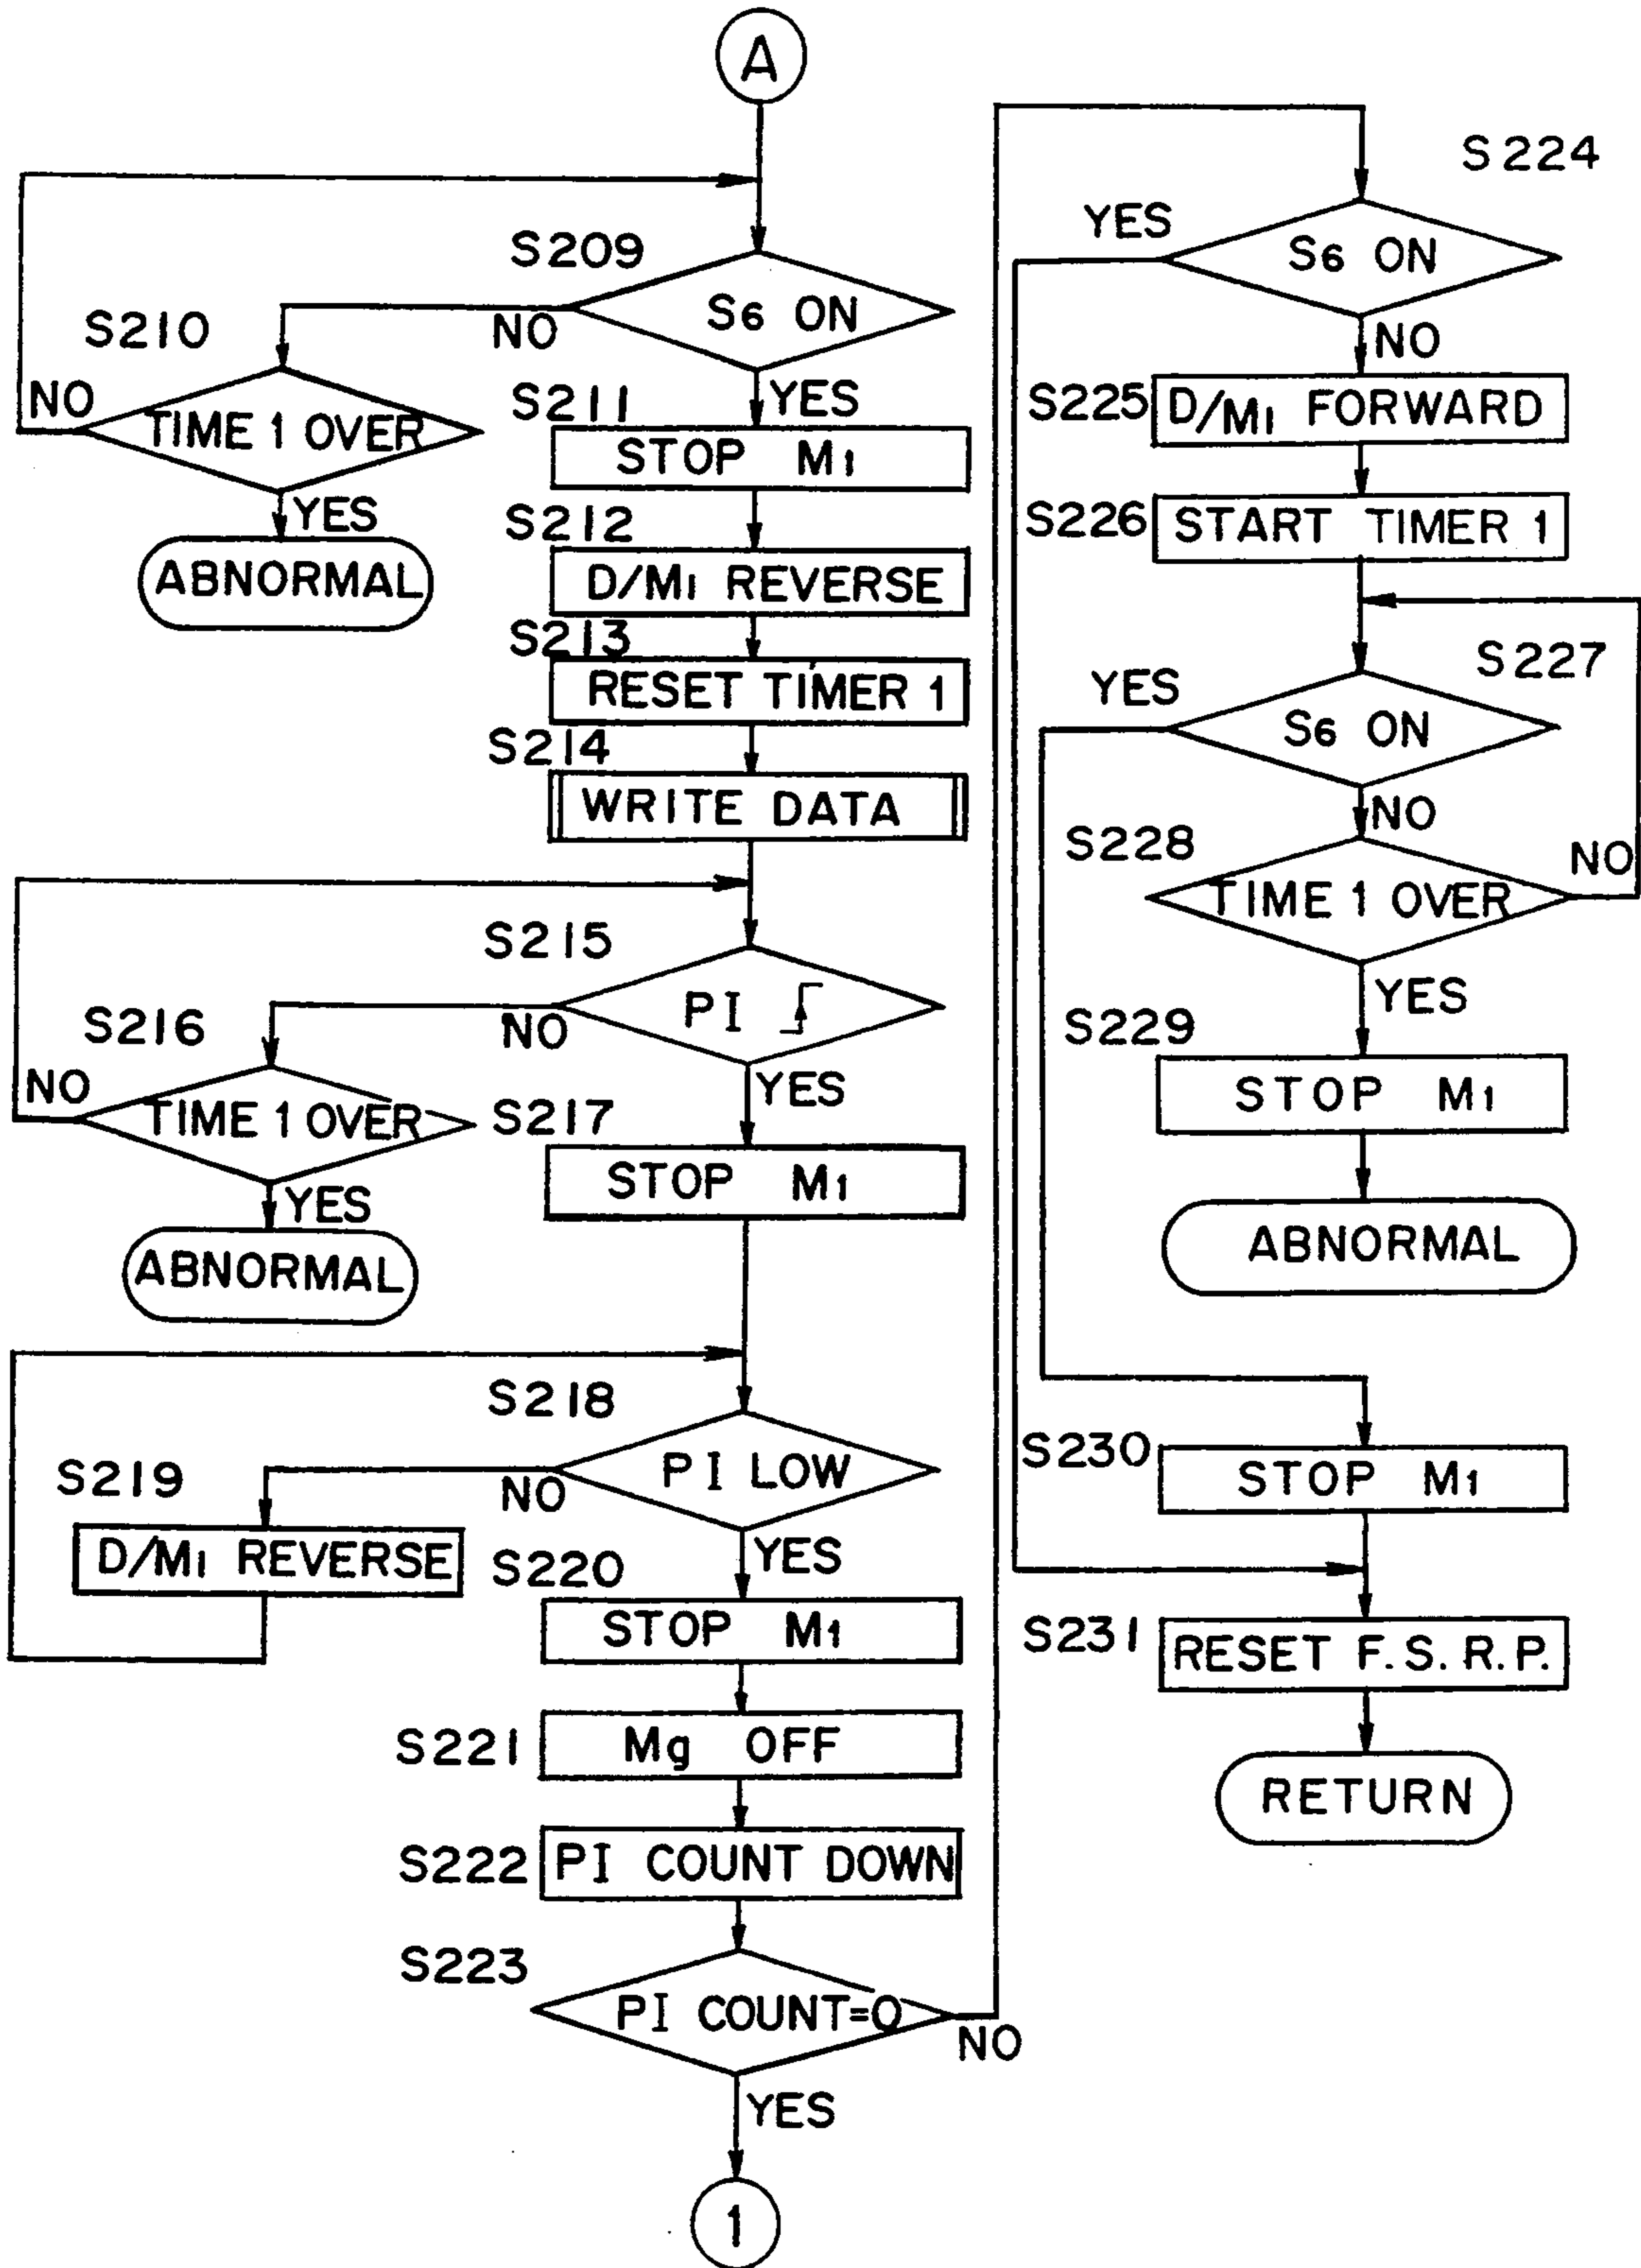 A
S209
S6 ON
NO
YES
S210
TIME 1 OVER
NO
YES
ABNORMAL
S211
STOP M1
S212
D/M1 REVERSE
S213
RESET TIMER 1
S214
WRITE DATA
S215
PI
NO
YES
S216
TIME 1 OVER
NO
YES
ABNORMAL
S217
STOP M1
S218
PI LOW
NO
YES
S219
D/M1 REVERSE
S220
STOP M1
S221
Mg OFF
S222
PI COUNT DOWN
S223
PI COUNT=0
NO
YES
1
S224
S6 ON
YES
NO
S225
D/M1 FORWARD
S226
START TIMER 1
S227
S6 ON
YES
NO
S228
TIME 1 OVER
NO
YES
S229
STOP M1
ABNORMAL
S230
STOP M1
S231
RESET F.S.R.P.
RETURN